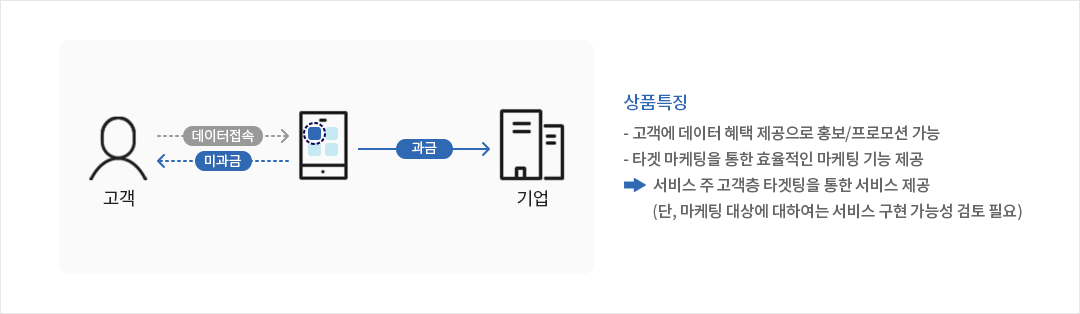 데이터접속
미과금
과금
고객
기업
상품특징
- 고객에 데이터 혜택 제공으로 홍보/프로모션 가능
- 타겟 마케팅을 통한 효율적인 마케팅 기능 제공
서비스 주 고객층 타겟팅을 통한 서비스 제공
(단, 마케팅 대상에 대하여는 서비스 구현 가능성 검토 필요)